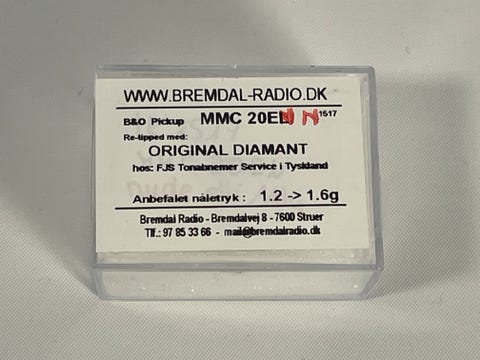 WWW.BREMDAL-RADIO.DK
B&O Pickup MMC 20E N 1517
Re-tipped med:
ORIGINAL DIAMANT
hos: FJS Tonabnemer Service i Tyskland
Anbefalet nåletryk : 1.2 -> 1.6g
Bremdal Radio - Bremdalvej 8 - 7600 Struer
Tlf.: 97 85 33 66 - mail@bremdalradio.dk